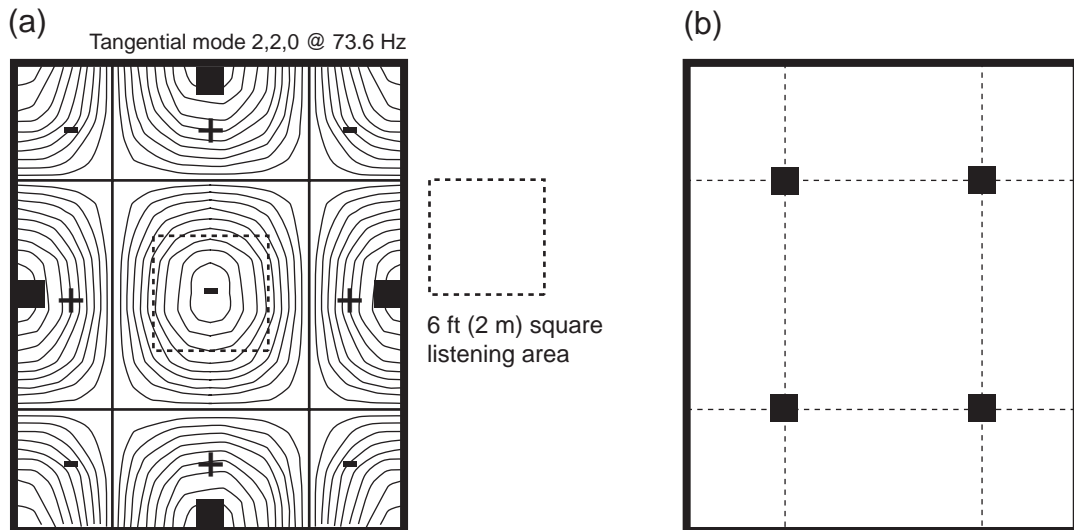 (a)
Tangential mode 2,2,0 @ 73.6 Hz
(b)
6 ft (2 m) square
listening area